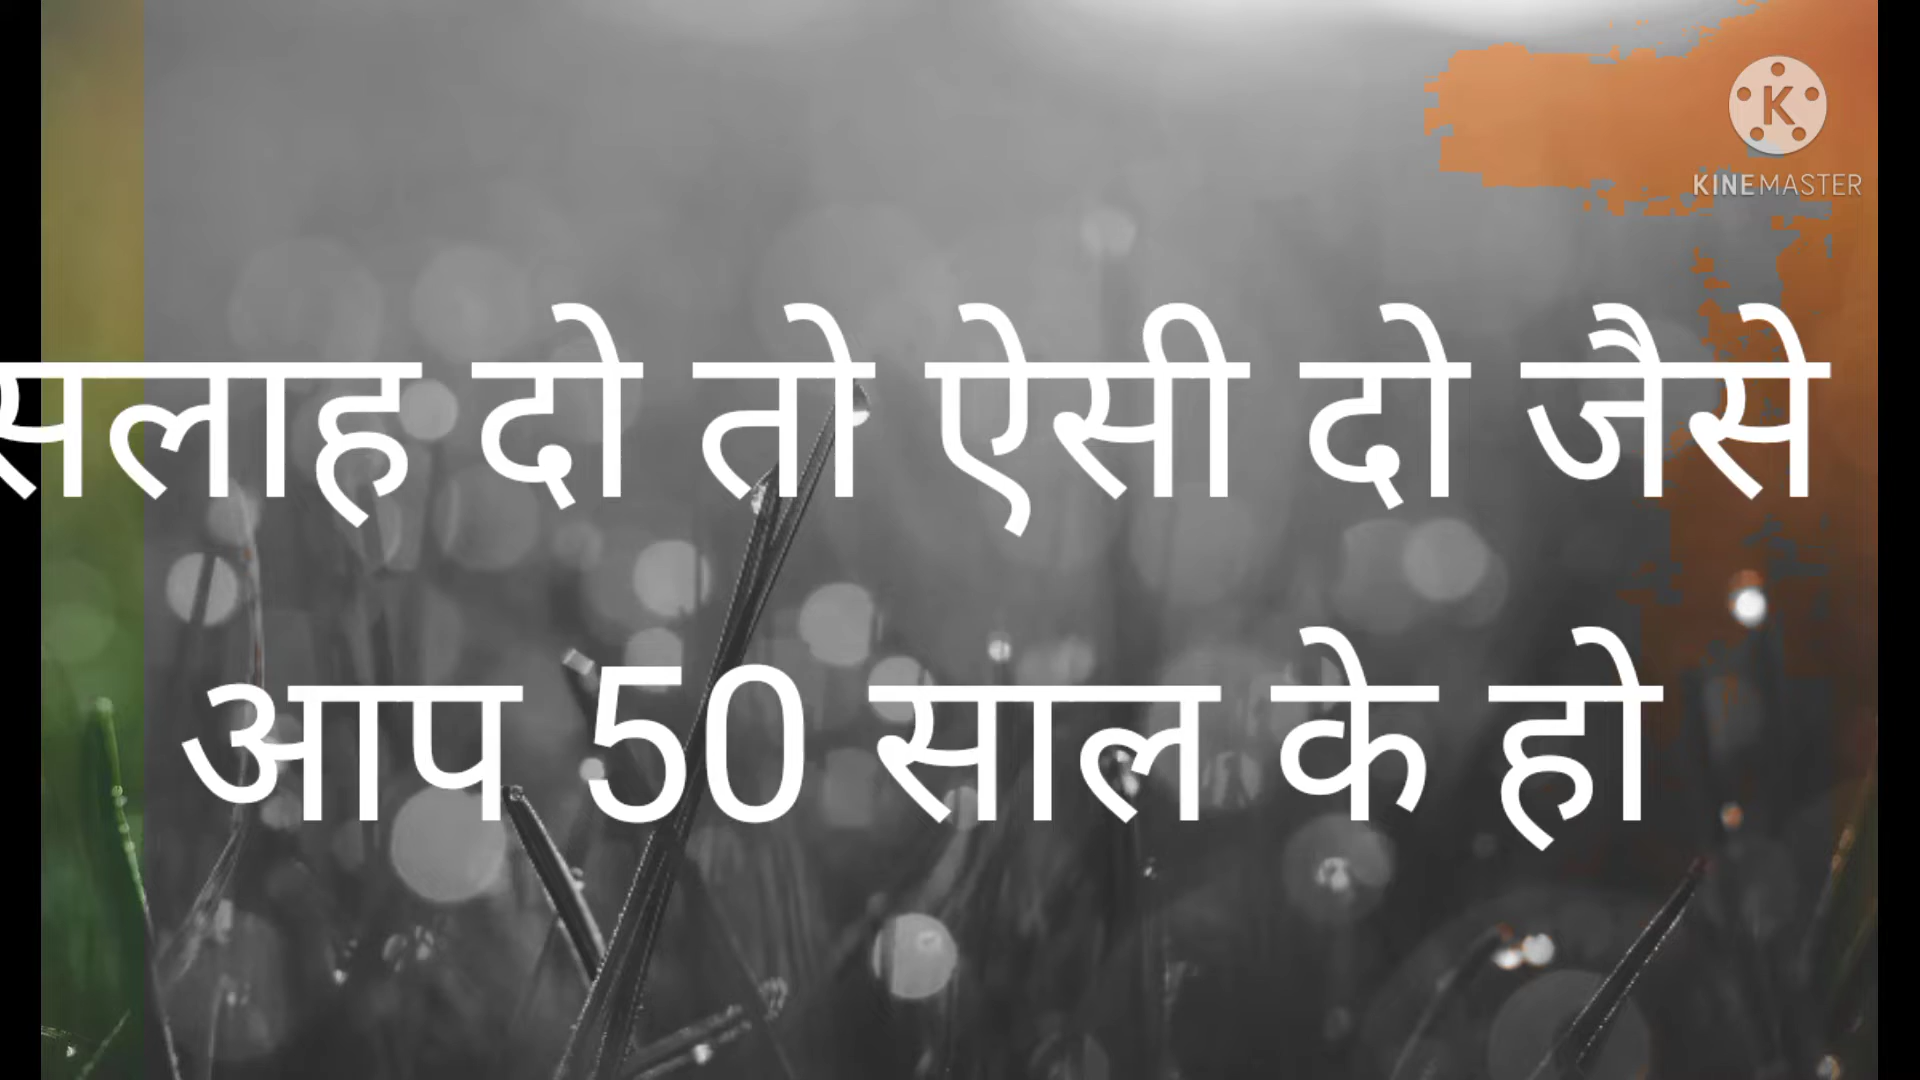 KINEMASTER
सलाह दो तो ऐसी दो जैसे
आप 50 साल के हो